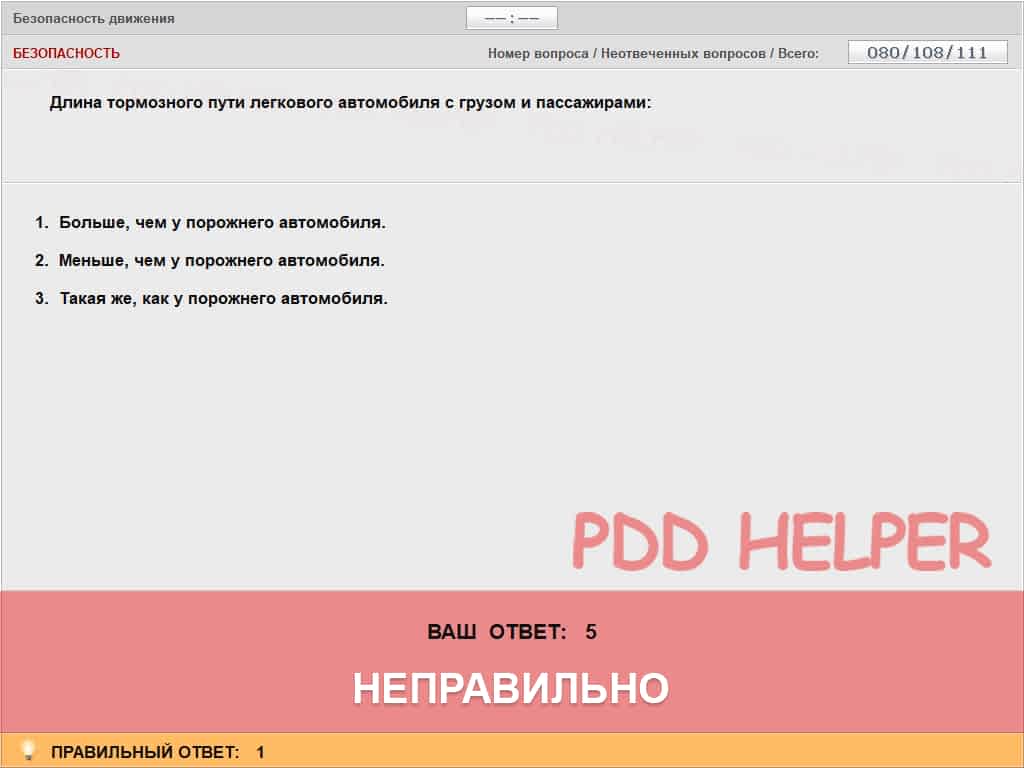 Безопасность движения
–– : ––
БЕЗОПАСНОСТЬ
Номер вопроса / Неотвеченных вопросов / Всего:
080/108/111
Длина тормозного пути легкового автомобиля с грузом и пассажирами:
1. Больше, чем у порожнего автомобиля.
2. Меньше, чем у порожнего автомобиля.
3. Такая же, как у порожнего автомобиля.
PDD HELPER
ВАШ ОТВЕТ: 5
НЕПРАВИЛЬНО
ПРАВИЛЬНЫЙ ОТВЕТ: 1